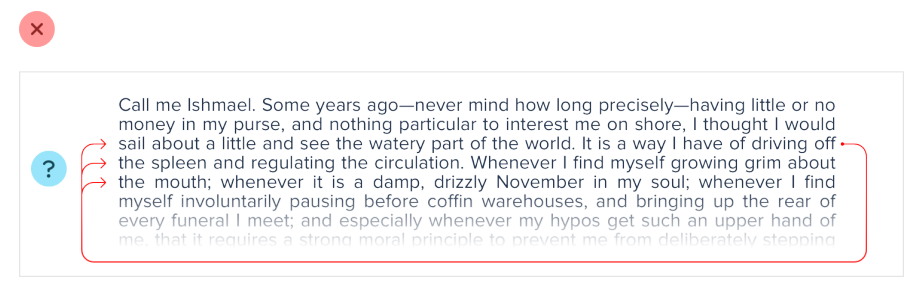 Call me Ishmael. Some years ago—never mind how long precisely—having little or no
money in my purse, and nothing particular to interest me on shore, I thought I would
sail about a little and see the watery part of the world. It is a way I have of driving off
?
the spleen and regulating the circulation. Whenever I find myself growing grim about
the mouth; whenever it is a damp, drizzly November in my soul; whenever I find
myself involuntarily pausing before coffin warehouses, and bringing up the rear of
every funeral I meet; and especially whenever my hypos get such an upper hand of
me, that it requires a strong moral principle to prevent me from deliberately stepping